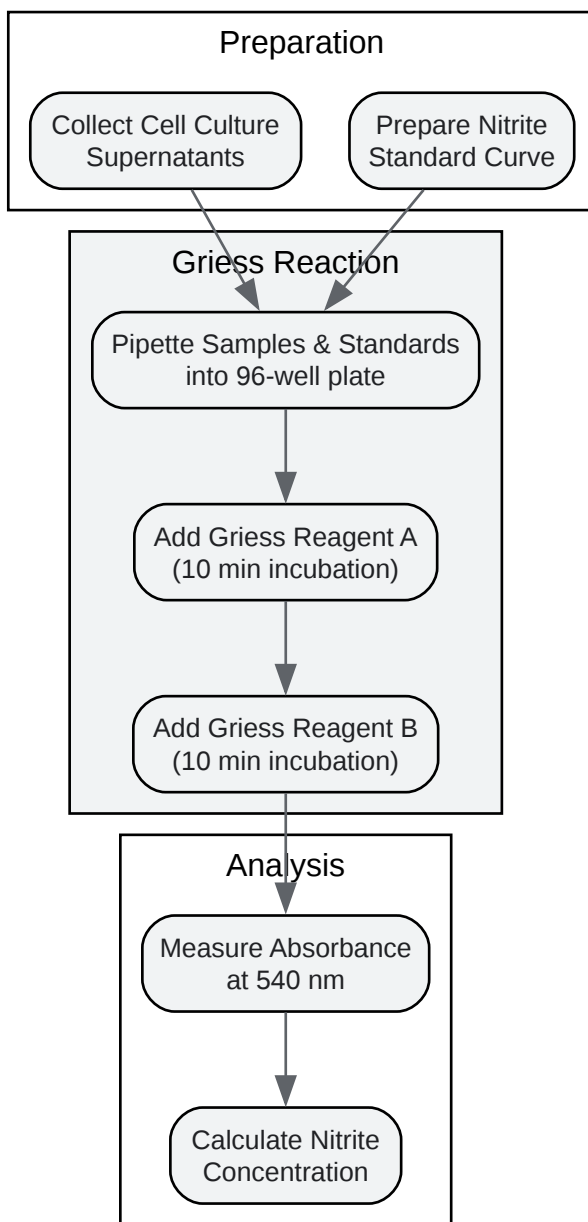 Preparation
Collect Cell Culture
Supernatants
Prepare Nitrite
Standard Curve
Griess Reaction
Pipette Samples & Standards
into 96-well plate
Add Griess Reagent A
(10 min incubation)
Add Griess Reagent B
(10 min incubation)
Analysis
Measure Absorbance
at 540 nm
Calculate Nitrite
Concentration